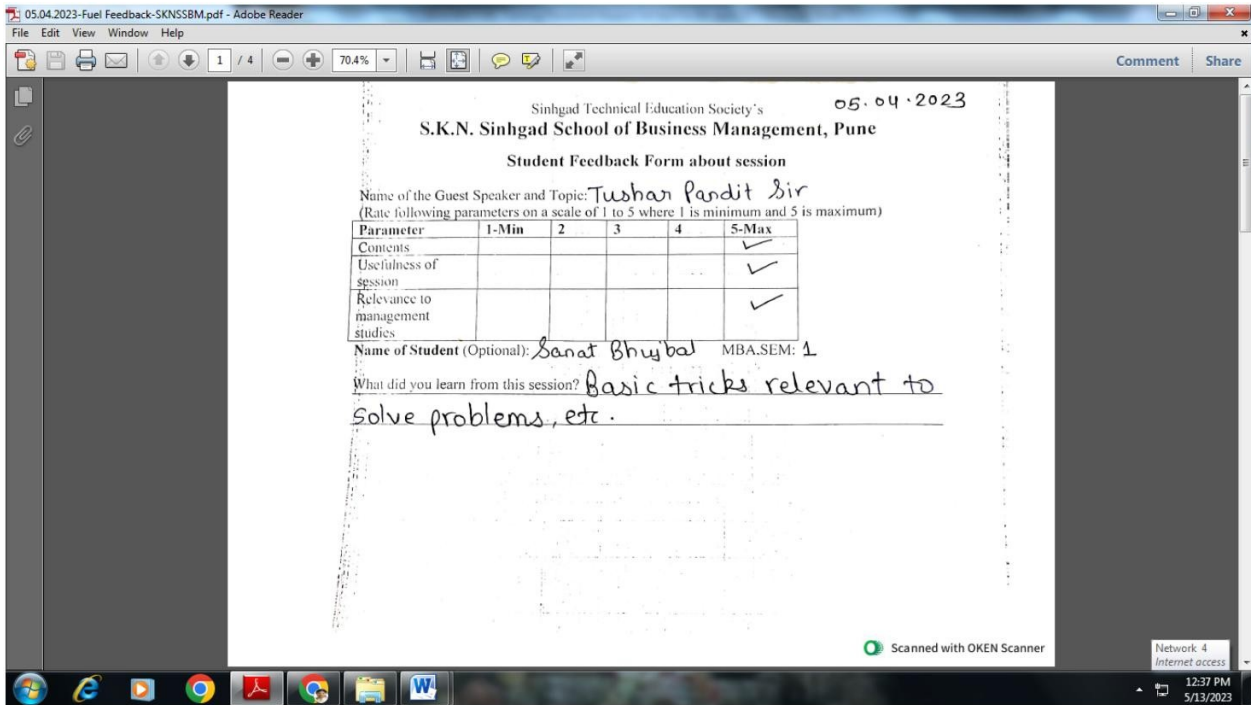 05.04.2023-Fuel Feedback-SKNSSBM.pdf - Adobe Reader
File Edit View Window Help
1 / 4 70.4% Comment Share
05.04.2023
Sinhgad Technical Education Society's
S.K.N. Sinhgad School of Business Management, Pune
Student Feedback Form about session
Name of the Guest Speaker and Topic: Tushar Pandit Sir
(Rate following parameters on a scale of 1 to 5 where 1 is minimum and 5 is maximum)
Parameter 1-Min 2 3 4 5-Max
Contents
Usefulness of
session
Relevance to
management
studies
Name of Student (Optional): Sanat Bhujbal MBA.SEM: 1
What did you learn from this session? Basic tricks relevant to
solve problems, etc.
Scanned with OKEN Scanner
Network 4
Internet access
12:37 PM
5/13/2023